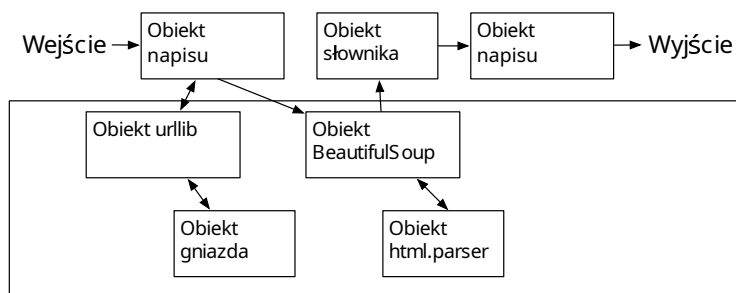 Wejście
Obiekt
napisu
Obiekt
słownika
Obiekt
napisu
Wyjście
Obiekt urllib
Obiekt
BeautifulSoup
Obiekt
gniazda
Obiekt
html.parser